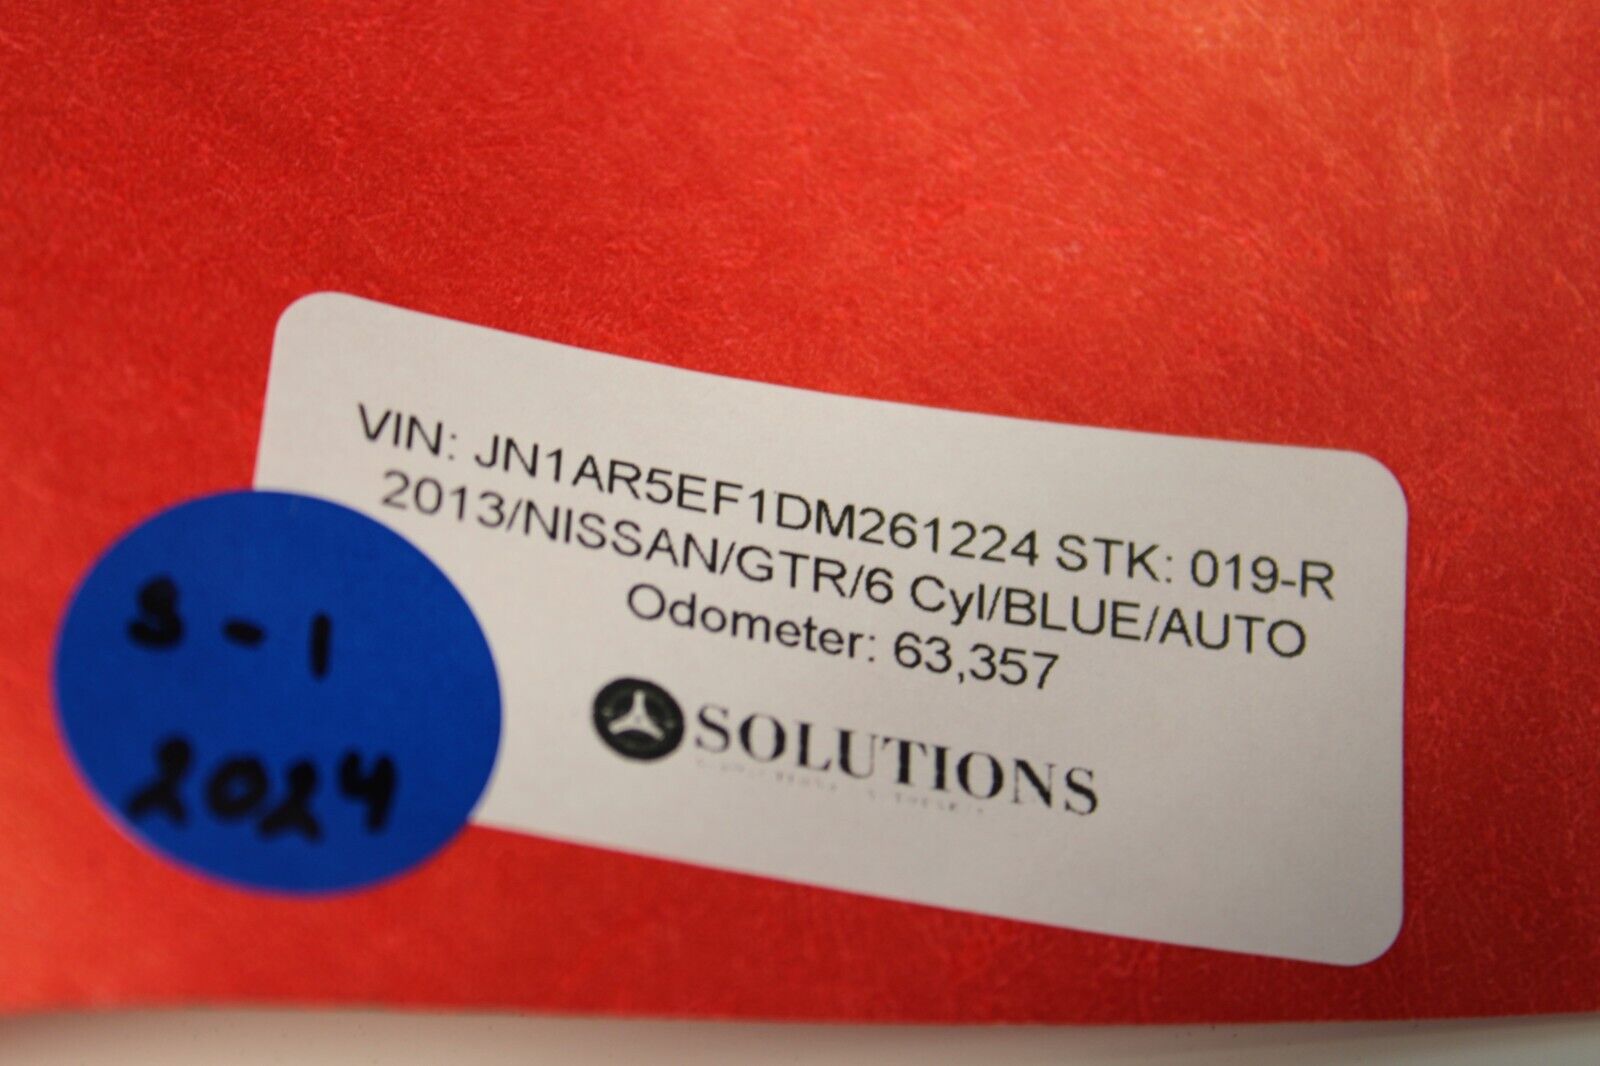 VIN: JN1AR5EF1DM261224 STK: 019-R
2013/NISSAN/GTR/6 Cyl/BLUE/AUTO
Odometer: 63,357
SOLUTIONS
S-1
2024